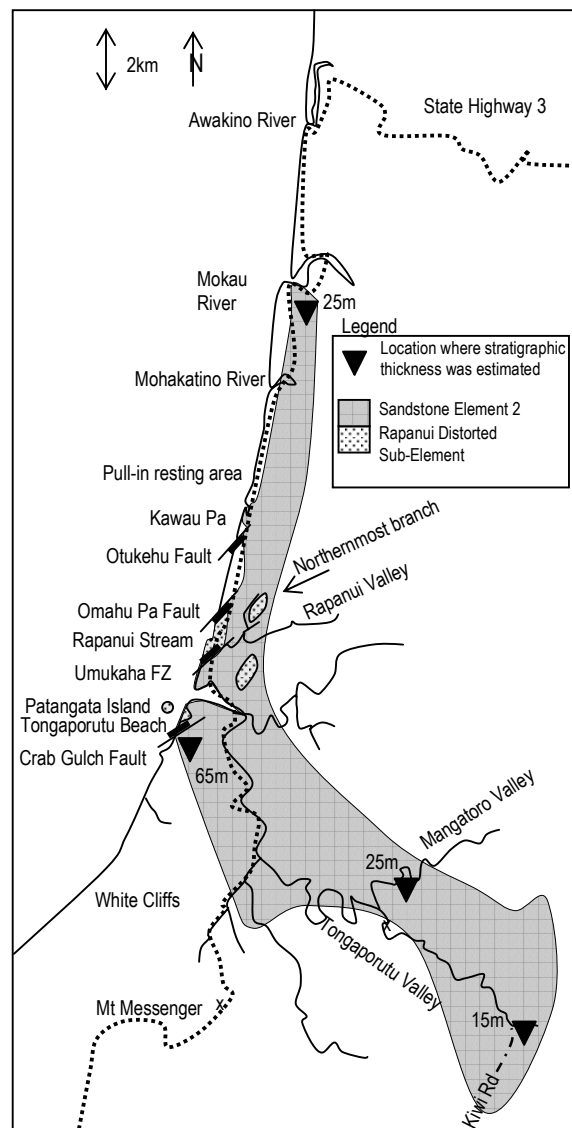 2km
N
State Highway 3
Awakino River
Mokau
River
25m
Legend
Location where stratigraphic
thickness was estimated
Sandstone Element 2
Rapanui Distorted
Sub-Element
Mohakatino River
Pull-in resting area
Kawau Pa
Otukehu Fault
Northernmost branch
Omahu Pa Fault
Rapanui Valley
Rapanui Stream
Umukaha FZ
Patangata Island
Tongaporutu Beach
Crab Gulch Fault
65m
Mangatoro Valley
25m
White Cliffs
Tongaporutu Valley
x
Mt Messenger
x
15m
Kiwi Rd